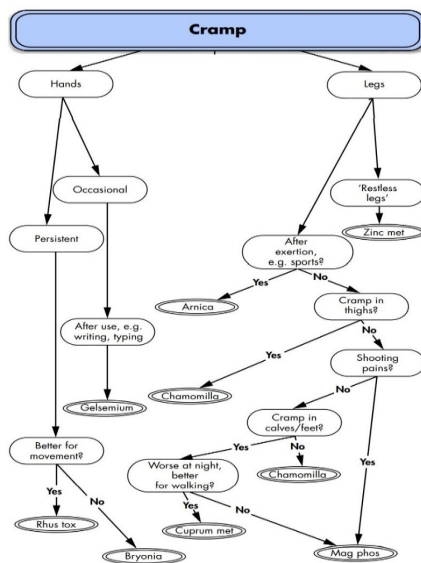 Cramp
Hands
Legs
Occasional
'Restless
legs'
Persistent
Zinc met
After
exertion,
e.g. sports?
Yes
No
Arnica
Cramp in
thighs?
After use, e.g.
writing, typing
No
Yes
Shooting
pains?
Chamomilla
Gelsemium
No
Cramp in
calves/feet?
Yes
No
Yes
Better for
movement?
Worse at night,
better
for walking?
Chamomilla
Yes
No
Yes
No
Rhus tox
Cuprum met
Bryonia
Mag phos